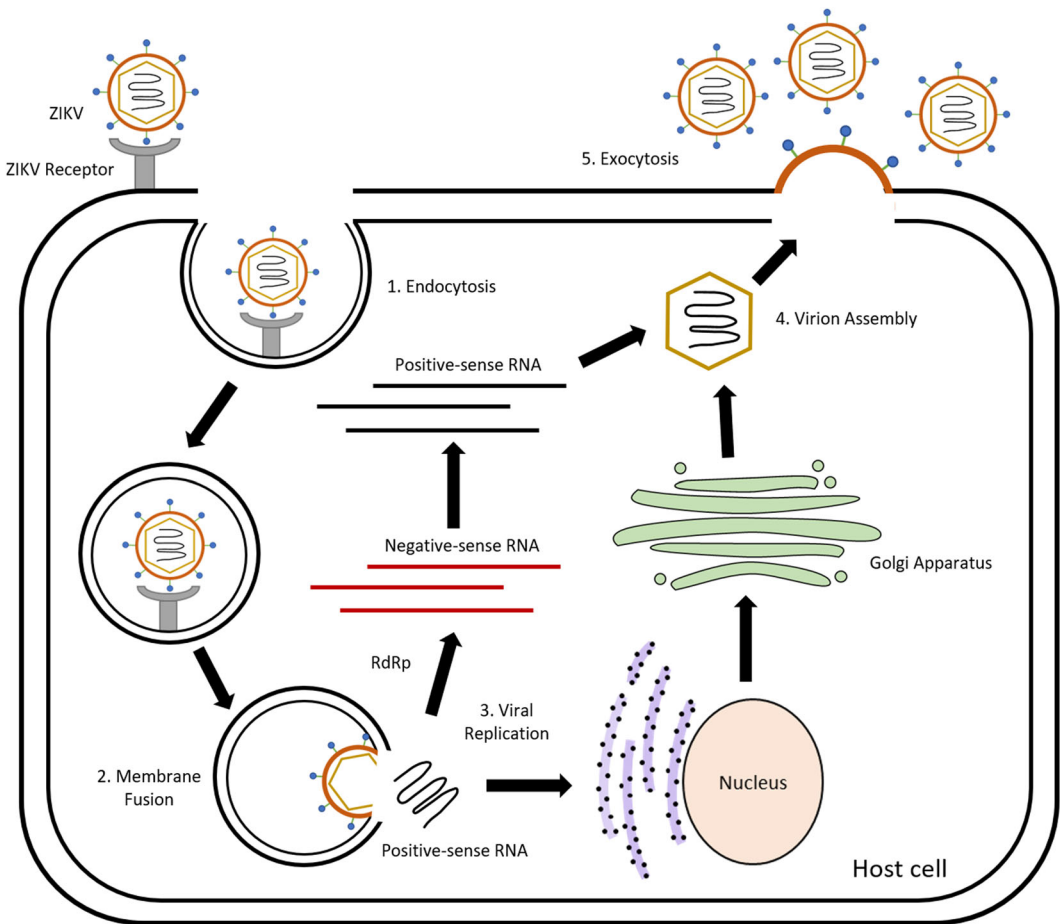 ZIKV
ZIKV Receptor
5. Exocytosis
1. Endocytosis
4. Virion Assembly
Positive-sense RNA
Negative-sense RNA
Golgi Apparatus
RdRp
3. Viral
Replication
2. Membrane
Fusion
Nucleus
Positive-sense RNA
Host cell